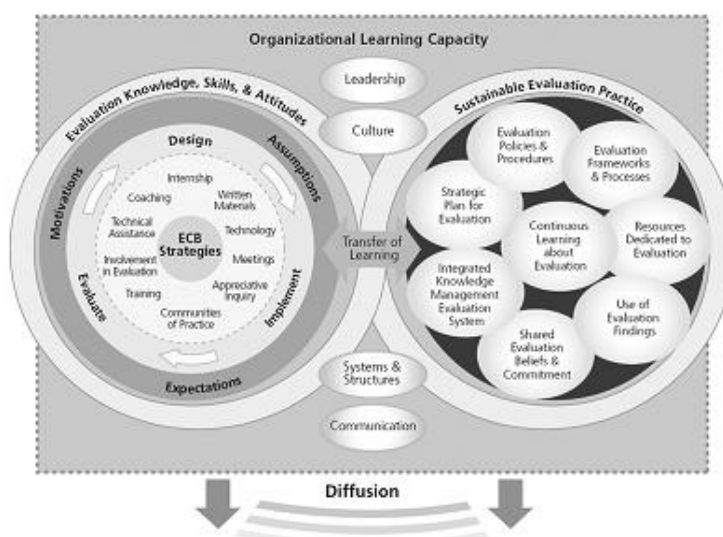 Organizational Learning Capacity
Leadership
Culture
Evaluation Knowledge, Skills, & Attitudes
Motivations
Assumptions
Expectations
Design
Implement
Evaluate
Internship
Written
Materials
Technology
Meetings
Appreciative
Inquiry
Communities
of Practice
Training
Involvement
in Evaluation
Technical
Assistance
Coaching
ECB
Strategies
Transfer of
Learning
Systems &
Structures
Communication
Sustainable Evaluation Practice
Evaluation
Policies &
Procedures
Evaluation
Frameworks
& Processes
Strategic
Plan for
Evaluation
Continuous
Learning
about
Evaluation
Resources
Dedicated to
Evaluation
Integrated
Knowledge
Management
Evaluation
System
Use of
Evaluation
Findings
Shared
Evaluation
Beliefs &
Commitment
Diffusion